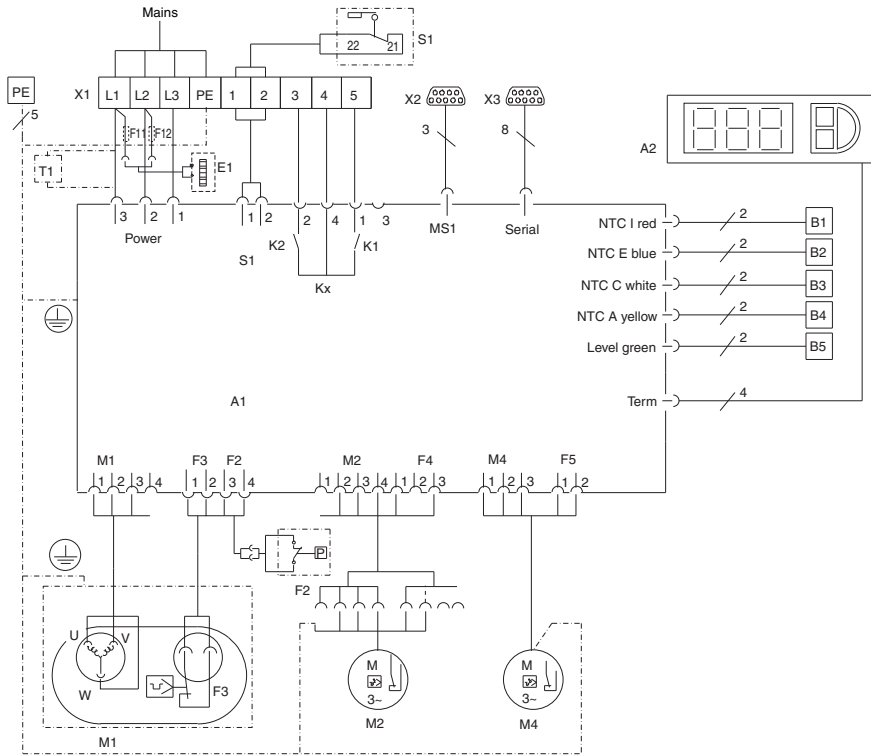 Mains
22 21 S1
PE X1 L1 L2 L3 PE 1 2 3 4 5 X2 X3
5 F11 F12 3 8 A2
T1 E1
3 2 1 1 2 2 4 1 3 MS1 Serial
Power S1 K2 K1
Kx
NTC I red 2 B1
NTC E blue 2 B2
NTC C white 2 B3
NTC A yellow 2 B4
Level green 2 B5
Term 4
A1
M1 F3 F2 M2 F4 M4 F5
1 2 3 4 1 2 3 4 1 2 3 4 1 2 3 1 2 3 1 2
P
F2
U V
W F3
M M
3~ 3~
M2 M4
M1